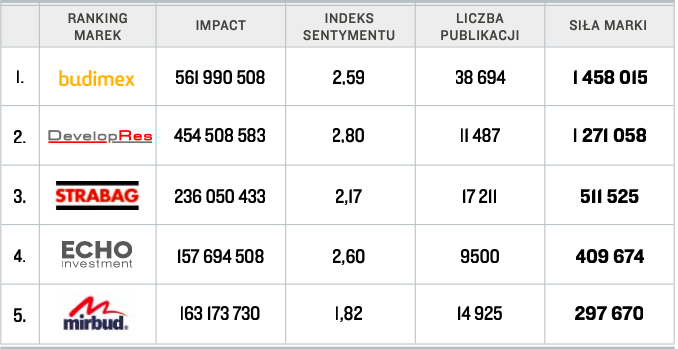 RANKING MAREK IMPACT INDEKS SENTYMENTU LICZBA PUBLIKACJI SIŁA MARKI
1. budimex 561 990 508 2,59 38 694 1 458 015
2. DevelopRes 454 508 583 2,80 11 487 1 271 058
3. STRABAG 236 050 433 2,17 17 211 511 525
4. ECHO investment 157 694 508 2,60 9500 409 674
5. mirbud. 163 173 730 1,82 14 925 297 670